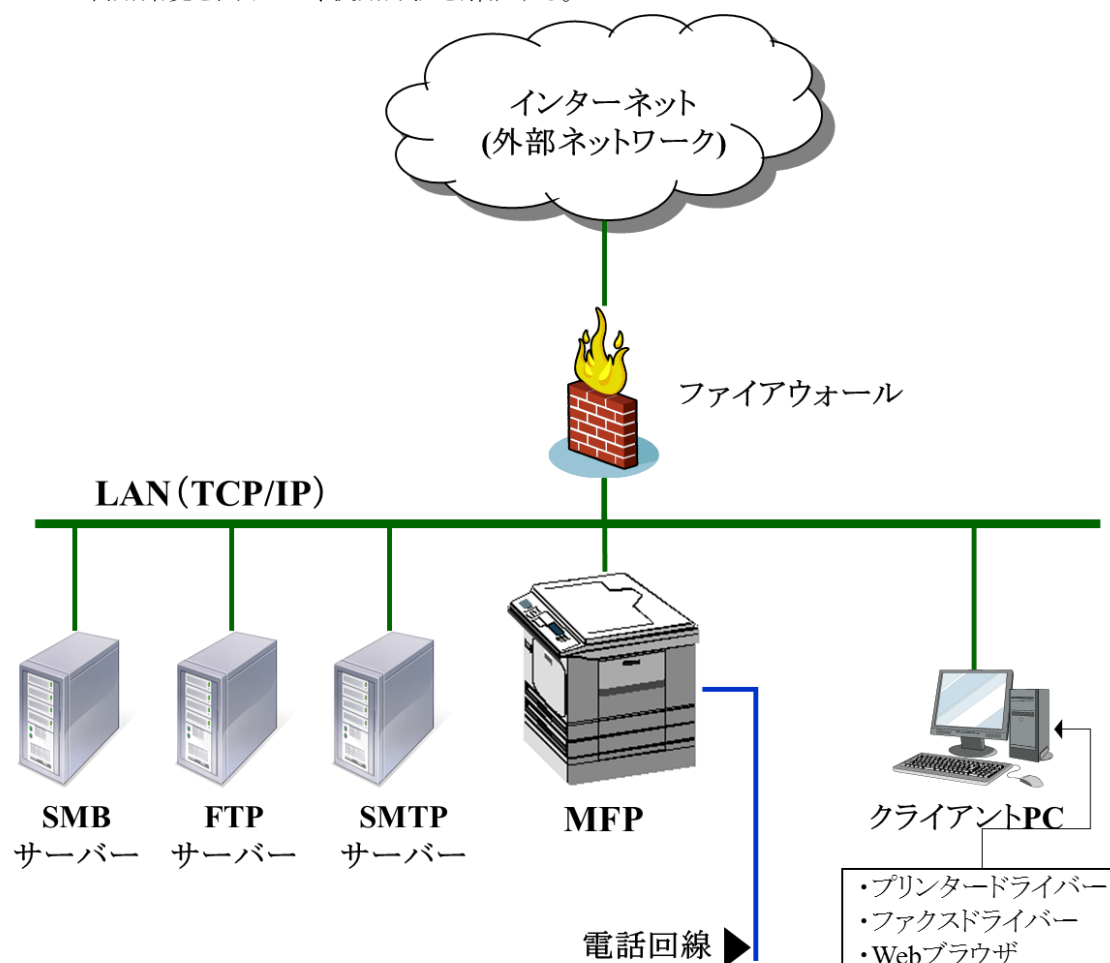 インターネット
(外部ネットワーク)
ファイアウォール
LAN（TCP/IP）
SMB
サーバー
FTP
サーバー
SMTP
サーバー
MFP
クライアントPC
・プリンタードライバー
・ファクスドライバー
・Webブラウザ
電話回線